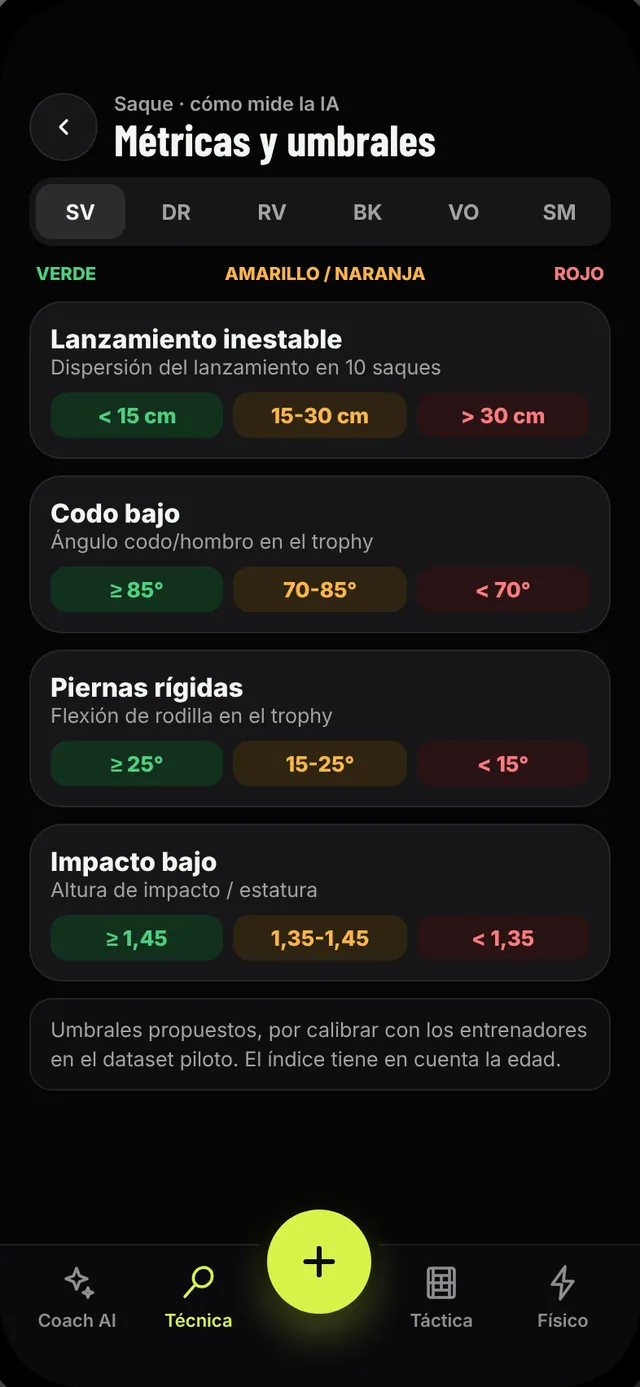 Saque · cómo mide la IA
Métricas y umbrales
SV DR RV BK VO SM
VERDE AMARILLO / NARANJA ROJO
Lanzamiento inestable
Dispersión del lanzamiento en 10 saques
< 15 cm 15-30 cm > 30 cm
Codo bajo
Ángulo codo/hombro en el trophy
≥ 85° 70-85° < 70°
Piernas rígidas
Flexión de rodilla en el trophy
≥ 25° 15-25° < 15°
Impacto bajo
Altura de impacto / estatura
≥ 1,45 1,35-1,45 < 1,35
Umbrales propuestos, por calibrar con los entrenadores
en el dataset piloto. El índice tiene en cuenta la edad.
Coach AI Técnica Táctica Físico